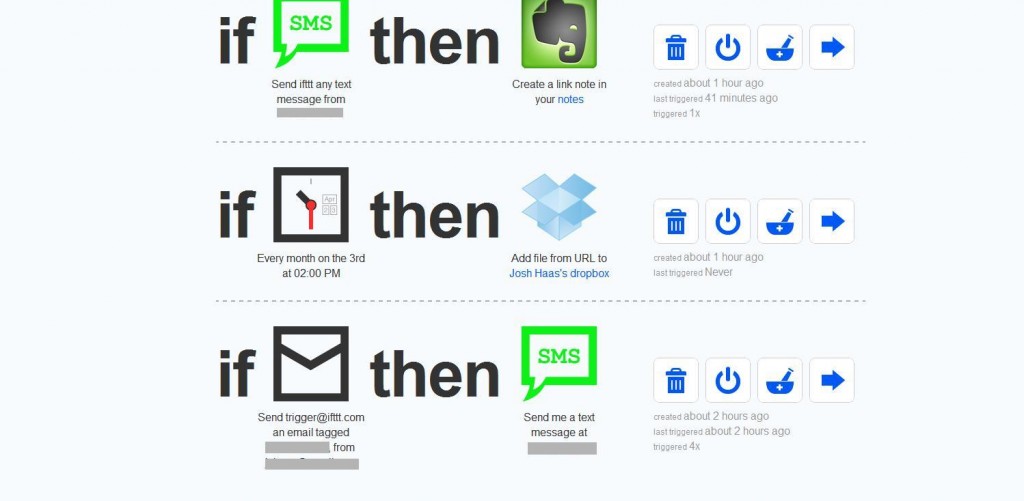 if SMS then
Send ifttt any text
message from
Create a link note in
your notes
created about 1 hour ago
last triggered 41 minutes ago
triggered 1x
if Apr 23 then
Every month on the 3rd
at 02:00 PM
Add file from URL to
Josh Haas's dropbox
created about 1 hour ago
last triggered Never
if then SMS
Send trigger@ifttt.com
an email tagged
, from
Send me a text
message at
created about 2 hours ago
last triggered about 2 hours ago
triggered 4x